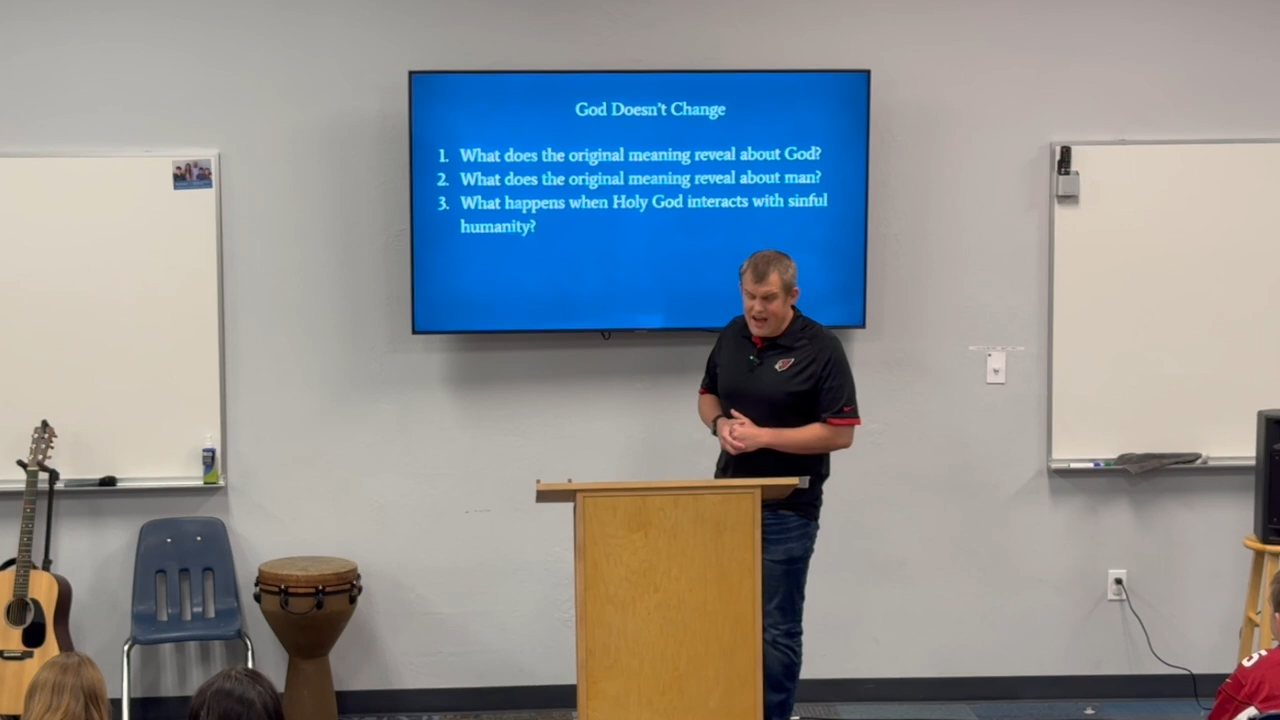 God Doesn't Change
1. What does the original meaning reveal about God?
2. What does the original meaning reveal about man?
3. What happens when Holy God interacts with sinful
humanity?
5